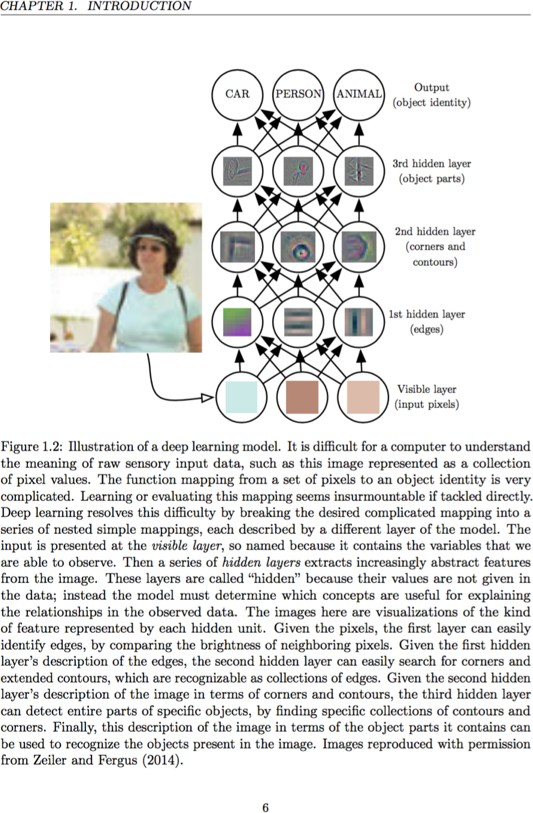 CHAPTER 1. INTRODUCTION
CAR PERSON ANIMAL
Output
(object identity)
3rd hidden layer
(object parts)
2nd hidden layer
(corners and
contours)
1st hidden layer
(edges)
Visible layer
(input pixels)
Figure 1.2: Illustration of a deep learning model. It is difficult for a computer to understand
the meaning of raw sensory input data, such as this image represented as a collection
of pixel values. The function mapping from a set of pixels to an object identity is very
complicated. Learning or evaluating this mapping seems insurmountable if tackled directly.
Deep learning resolves this difficulty by breaking the desired complicated mapping into a
series of nested simple mappings, each described by a different layer of the model. The
input is presented at the visible layer, so named because it contains the variables that we
are able to observe. Then a series of hidden layers extracts increasingly abstract features
from the image. These layers are called “hidden” because their values are not given in
the data; instead the model must determine which concepts are useful for explaining
the relationships in the observed data. The images here are visualizations of the kind
of feature represented by each hidden unit. Given the pixels, the first layer can easily
identify edges, by comparing the brightness of neighboring pixels. Given the first hidden
layer’s description of the edges, the second hidden layer can easily search for corners and
extended contours, which are recognizable as collections of edges. Given the second hidden
layer’s description of the image in terms of corners and contours, the third hidden layer
can detect entire parts of specific objects, by finding specific collections of contours and
corners. Finally, this description of the image in terms of the object parts it contains can
be used to recognize the objects present in the image. Images reproduced with permission
from Zeiler and Fergus (2014).
6